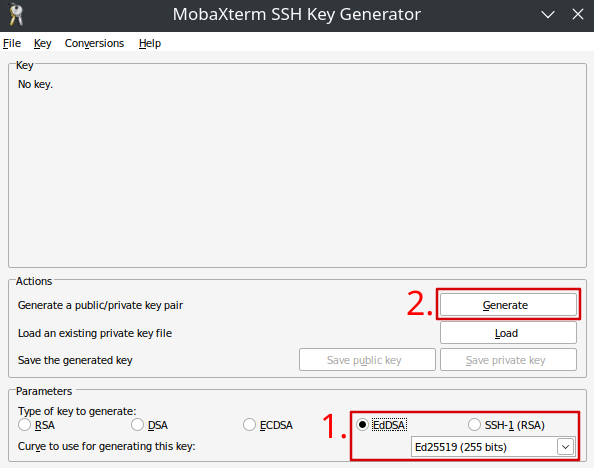 MobaXterm SSH Key Generator
File Key Conversions Help
Key
No key.
Actions
2.
Generate a public/private key pair Generate
Load an existing private key file Load
Save the generated key Save public key Save private key
Parameters
Type of key to generate:
1.
RSA DSA ECDSA EdDSA SSH-1 (RSA)
Curve to use for generating this key: Ed25519 (255 bits)